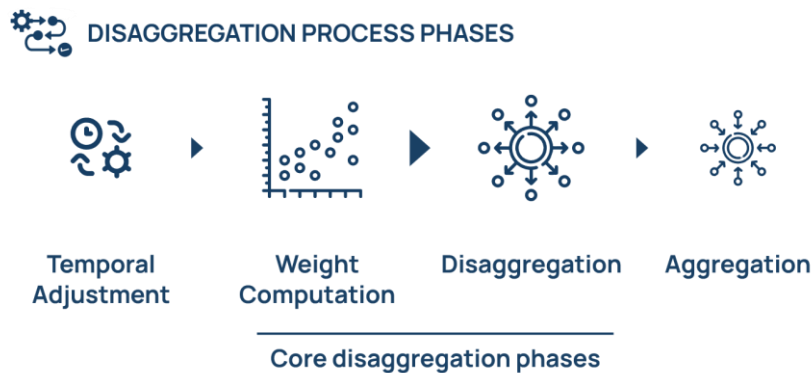 DISAGGREGATION PROCESS PHASES
Temporal
Adjustment
Weight
Computation
Disaggregation
Aggregation
Core disaggregation phases